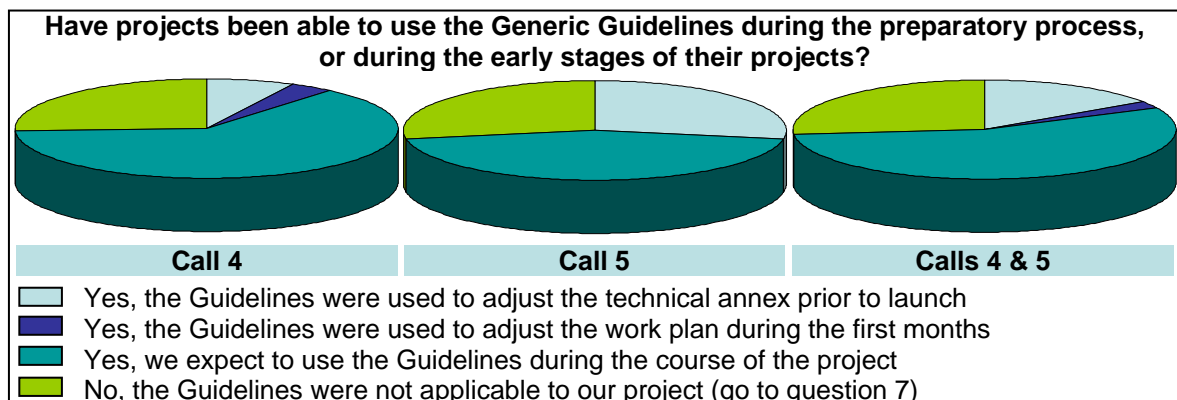 Have projects been able to use the Generic Guidelines during the preparatory process,
or during the early stages of their projects?
Call 4
Call 5
Calls 4 & 5
Yes, the Guidelines were used to adjust the technical annex prior to launch
Yes, the Guidelines were used to adjust the work plan during the first months
Yes, we expect to use the Guidelines during the course of the project
No, the Guidelines were not applicable to our project (go to question 7)